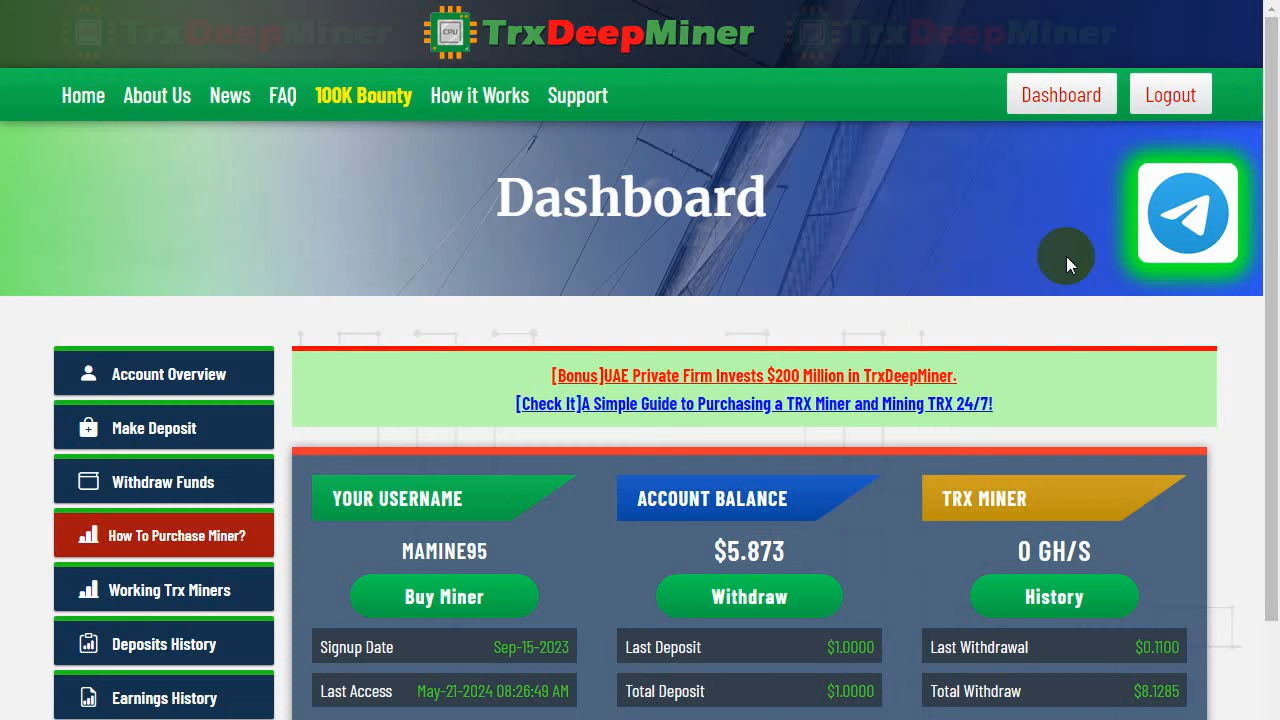 TrxDeepMiner TrxDeepMiner TrxDeepMiner
CPU
Home About Us News FAQ 100K Bounty How it Works Support Dashboard Logout
Dashboard
[Bonus]UAE Private Firm Invests $200 Million in TrxDeepMiner.
[Check It]A Simple Guide to Purchasing a TRX Miner and Mining TRX 24/7!
Account Overview
Make Deposit
Withdraw Funds
How To Purchase Miner?
Working Trx Miners
Deposits History
Earnings History
YOUR USERNAME
MAMINE95
Buy Miner
Signup Date Sep-15-2023
Last Access May-21-2024 08:26:49 AM
ACCOUNT BALANCE
$5.873
Withdraw
Last Deposit $1.0000
Total Deposit $1.0000
TRX MINER
0 GH/S
History
Last Withdrawal $0.1100
Total Withdraw $8.1285